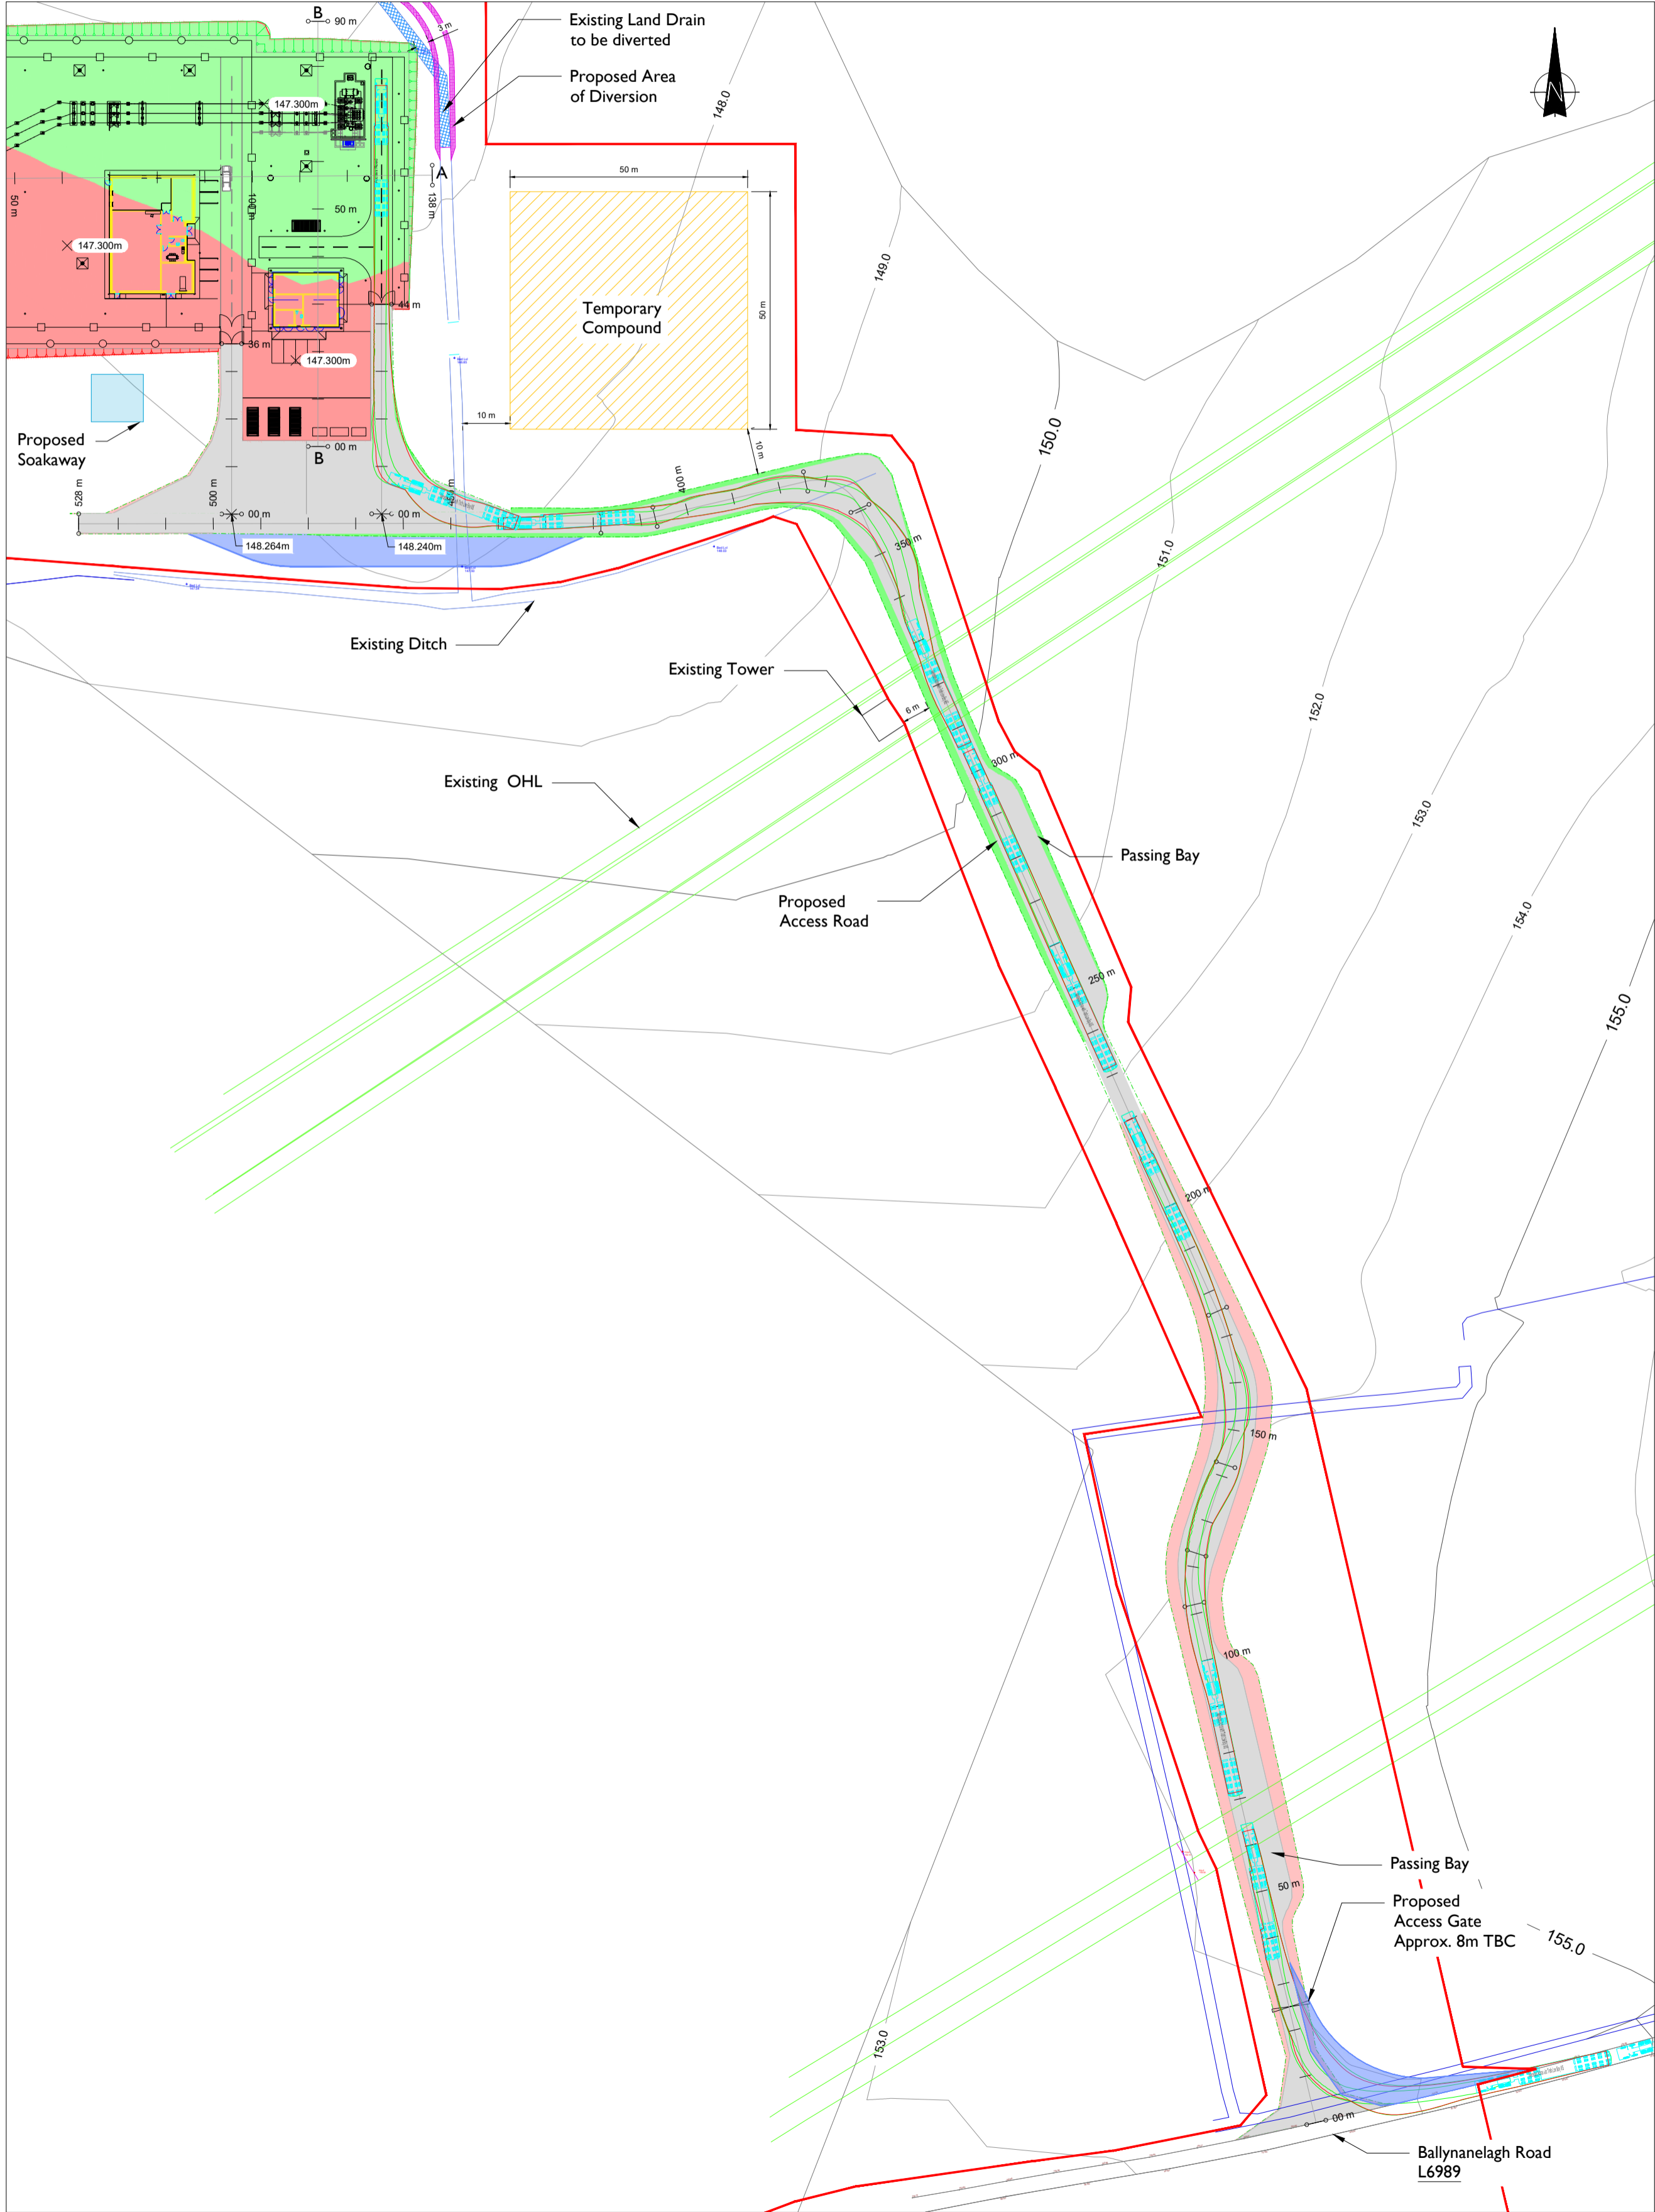 B
90 m
3 m
Existing Land Drain
to be diverted
Proposed Area
of Diversion
N
148.0
147.300m
A
138 m
50 m
100 m
50 m
50 m
50 m
147.300m
149.0
Temporary
Compound
44 m
36 m
147.300m
10 m
10 m
150.0
Proposed
Soakaway
00 m
B
528 m
500 m
400 m
00 m
00 m
148.264m
148.240m
350 m
151.0
Existing Ditch
Existing Tower
6 m
152.0
300 m
Existing OHL
153.0
Passing Bay
Proposed
Access Road
154.0
250 m
155.0
200 m
150 m
100 m
Passing Bay
50 m
Proposed
Access Gate
Approx. 8m TBC
155.0
153.0
00 m
Ballynanelagh Road
L6989